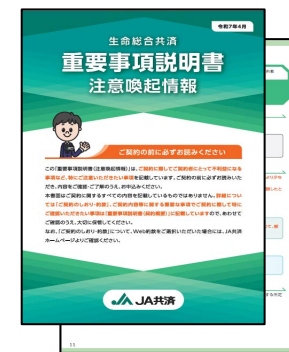 令和7年4月
生命総合共済
重要事項説明書
注意喚起情報
ご契約の前に必ずお読みください
この「重要事項説明書(注意喚起情報)」は、ご契約に際してご契約者にとって不利益になる
事項など、特にご注意いただきたい事項を記載しています。ご契約の前に必ずお読みいた
だき、内容をご確認・ご了解のうえ、お申込みください。
本書面はご契約に関するすべての内容を記載しているものではありません。詳細につい
ては「ご契約のしおり・約款」、ご契約内容等に関する重要な事項でご契約に際して特に
ご確認いただきたい事項は「重要事項説明書(契約概要)」に記載していますので、あわせて
ご確認のうえ、大切に保管してください。
なお、「ご契約のしおり・約款」について、Web約款をご選択いただいた場合には、JA共済
ホームページよりご確認ください。
JA共済
11